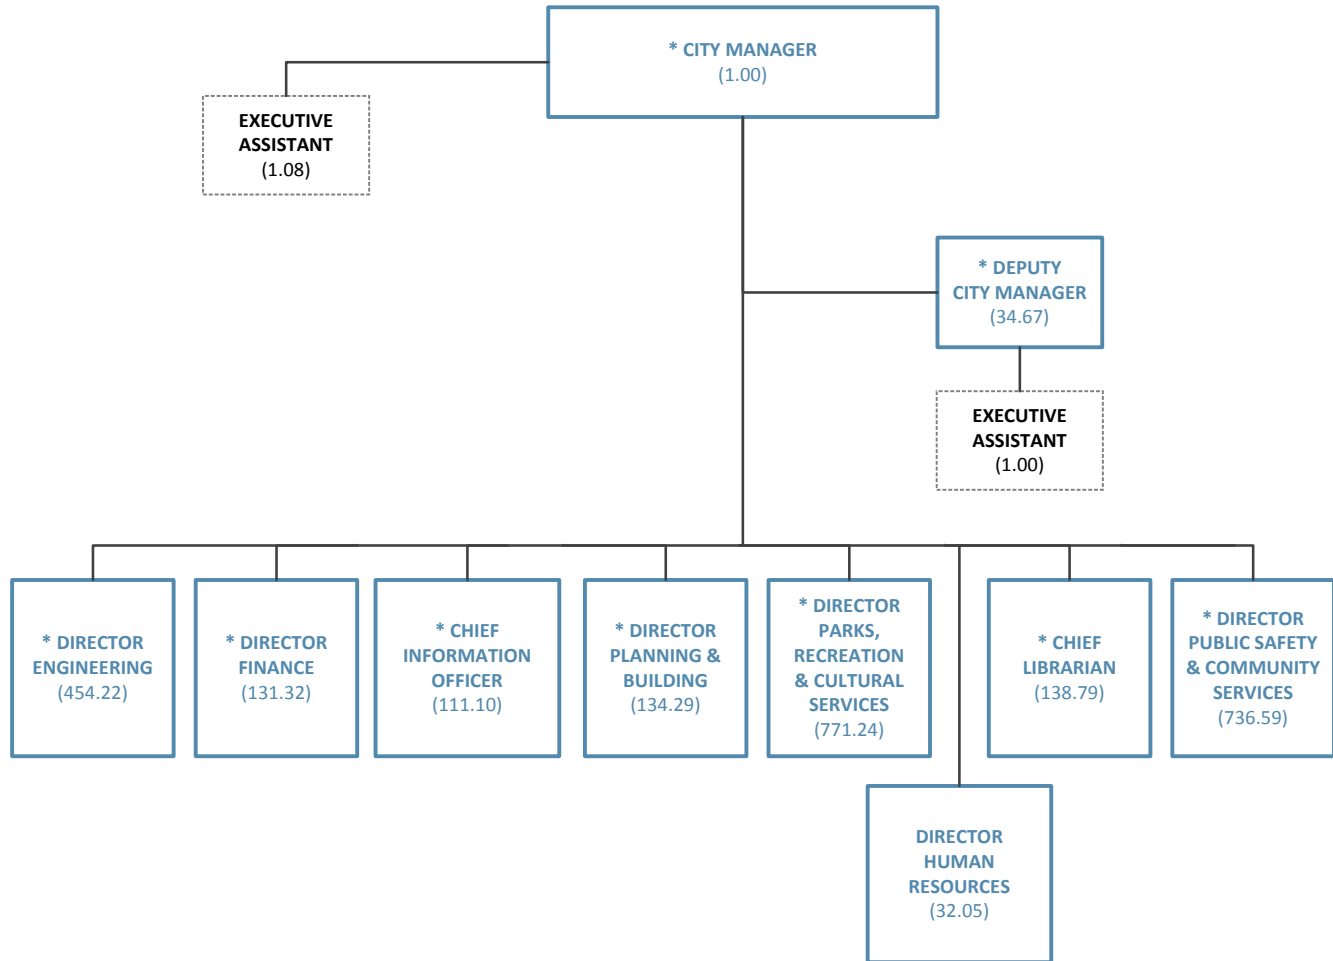 * CITY MANAGER
(1.00)
EXECUTIVE
ASSISTANT
(1.08)
* DEPUTY
CITY MANAGER
(34.67)
EXECUTIVE
ASSISTANT
(1.00)
* DIRECTOR
ENGINEERING
(454.22)
* DIRECTOR
FINANCE
(131.32)
* CHIEF
INFORMATION
OFFICER
(111.10)
* DIRECTOR
PLANNING &
BUILDING
(134.29)
* DIRECTOR
PARKS,
RECREATION
& CULTURAL
SERVICES
(771.24)
* CHIEF
LIBRARIAN
(138.79)
* DIRECTOR
PUBLIC SAFETY
& COMMUNITY
SERVICES
(736.59)
DIRECTOR
HUMAN
RESOURCES
(32.05)